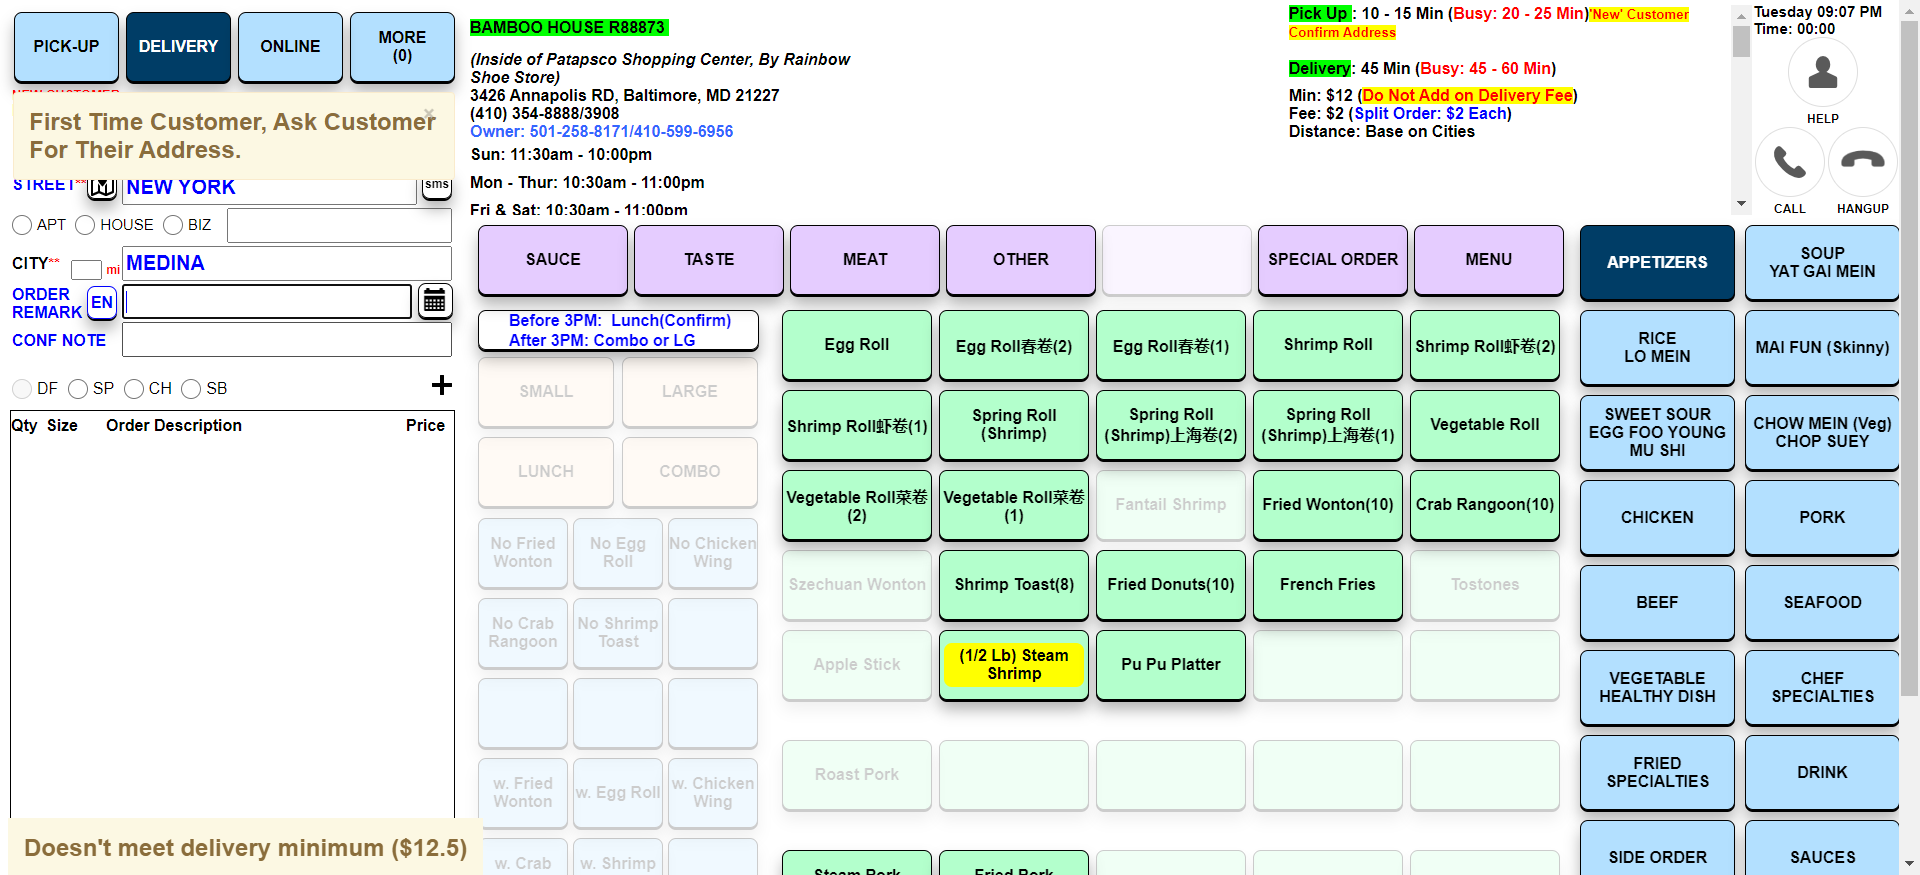 PICK-UP
DELIVERY
ONLINE
MORE
(0)
First Time Customer, Ask Customer
For Their Address.
×
STREET**
NEW YORK
sms
APT
HOUSE
BIZ
CITY**
mi
MEDINA
ORDER
REMARK
EN
CONF NOTE
DF
SP
CH
SB
Qty Size Order Description Price
Doesn't meet delivery minimum ($12.5)
BAMBOO HOUSE R88873
(Inside of Patapsco Shopping Center, By Rainbow
Shoe Store)
3426 Annapolis RD, Baltimore, MD 21227
(410) 354-8888/3908
Owner: 501-258-8171/410-599-6956
Sun: 11:30am - 10:00pm
Mon - Thur: 10:30am - 11:00pm
Fri & Sat: 10:30am - 11:00pm
Pick Up : 10 - 15 Min (Busy: 20 - 25 Min)'New' Customer
Confirm Address
Delivery: 45 Min (Busy: 45 - 60 Min)
Min: $12 (Do Not Add on Delivery Fee)
Fee: $2 (Split Order: $2 Each)
Distance: Base on Cities
Tuesday 09:07 PM
Time: 00:00
HELP
CALL
HANGUP
SAUCE
TASTE
MEAT
OTHER
SPECIAL ORDER
MENU
Before 3PM: Lunch(Confirm)
After 3PM: Combo or LG
SMALL
LARGE
LUNCH
COMBO
No Fried
Wonton
No Egg
Roll
No Chicken
Wing
No Crab
Rangoon
No Shrimp
Toast
w. Fried
Wonton
w. Egg Roll
w. Chicken
Wing
w. Crab
w. Shrimp
Egg Roll
Egg Roll春卷(2)
Egg Roll春卷(1)
Shrimp Roll
Shrimp Roll虾卷(2)
Shrimp Roll虾卷(1)
Spring Roll
(Shrimp)
Spring Roll
(Shrimp)上海卷(2)
Spring Roll
(Shrimp)上海卷(1)
Vegetable Roll
Vegetable Roll菜卷
(2)
Vegetable Roll菜卷
(1)
Fantail Shrimp
Fried Wonton(10)
Crab Rangoon(10)
Szechuan Wonton
Shrimp Toast(8)
Fried Donuts(10)
French Fries
Tostones
Apple Stick
(1/2 Lb) Steam
Shrimp
Pu Pu Platter
Roast Pork
Steam Pork
Fried Pork
APPETIZERS
SOUP
YAT GAI MEIN
RICE
LO MEIN
MAI FUN (Skinny)
SWEET SOUR
EGG FOO YOUNG
MU SHI
CHOW MEIN (Veg)
CHOP SUEY
CHICKEN
PORK
BEEF
SEAFOOD
VEGETABLE
HEALTHY DISH
CHEF
SPECIALTIES
FRIED
SPECIALTIES
DRINK
SIDE ORDER
SAUCES